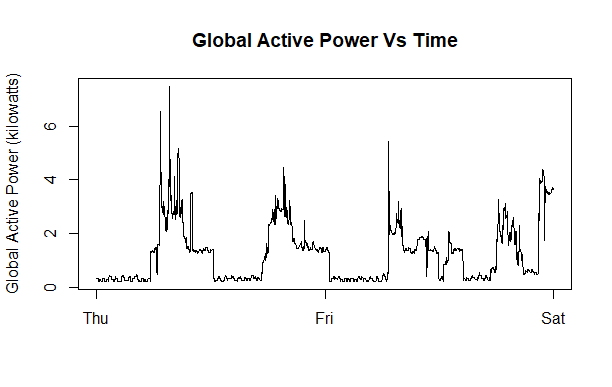 Global Active Power Vs Time
Global Active Power (kilowatts)
6
4
2
0
Thu
Fri
Sat